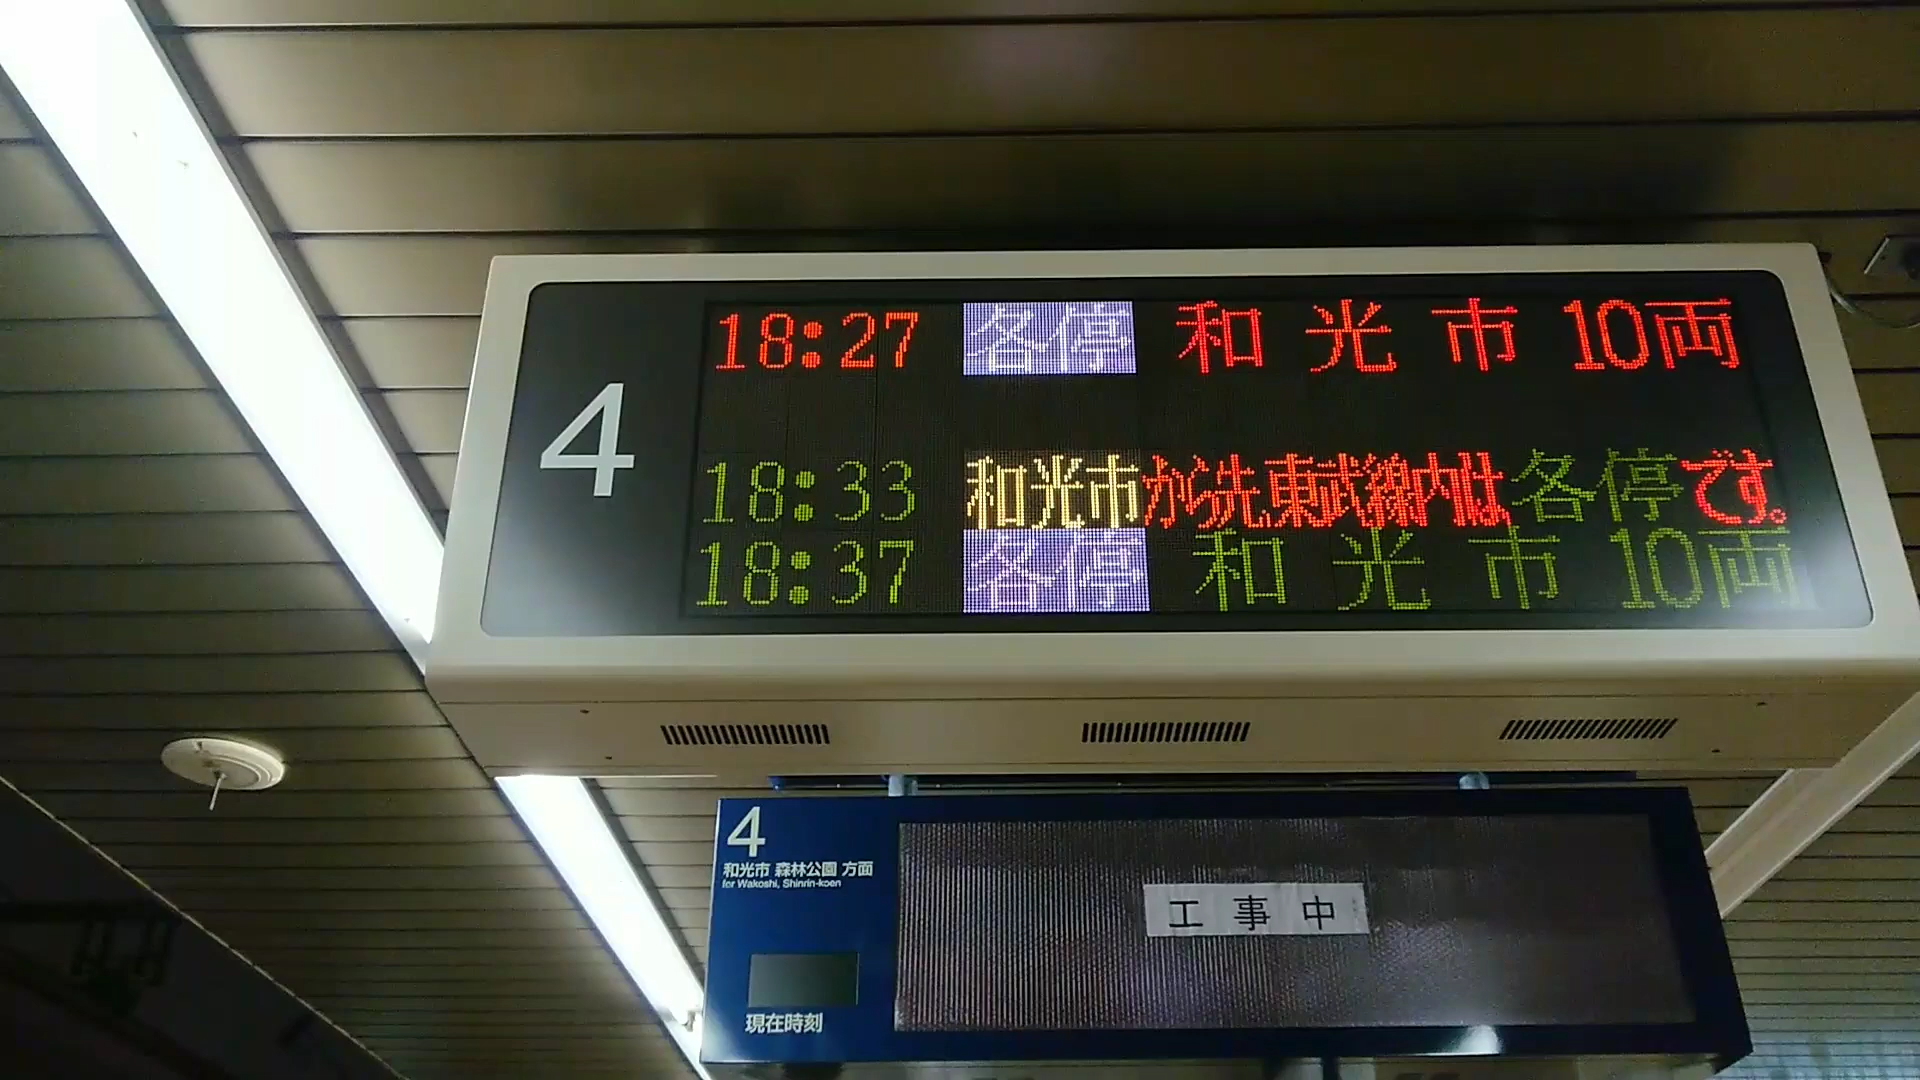 4
18:27 各停 和光市 10両
18:33 和光市から先東武線内は各停です。
18:37 各停 和光市 10両
4
和光市 森林公園 方面
for Wakoshi, Shinrin-koen
工事中
現在時刻